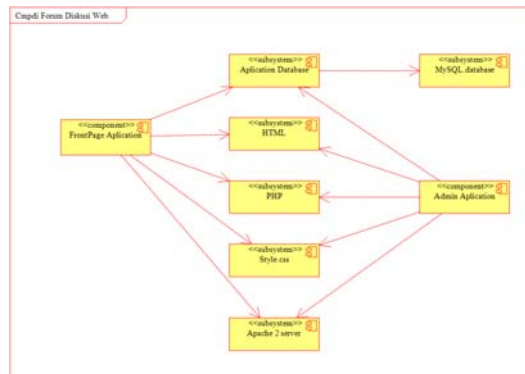 Cmpdi Forum Diskusi Web
<<subsystem>>
Aplication Database
<<subsystem>>
MySQL database
<<component>>
FrontPage Aplication
<<subsystem>>
HTML
<<subsystem>>
PHP
<<component>>
Admin Aplication
<<subsystem>>
Style.css
<<subsystem>>
Apache 2 server